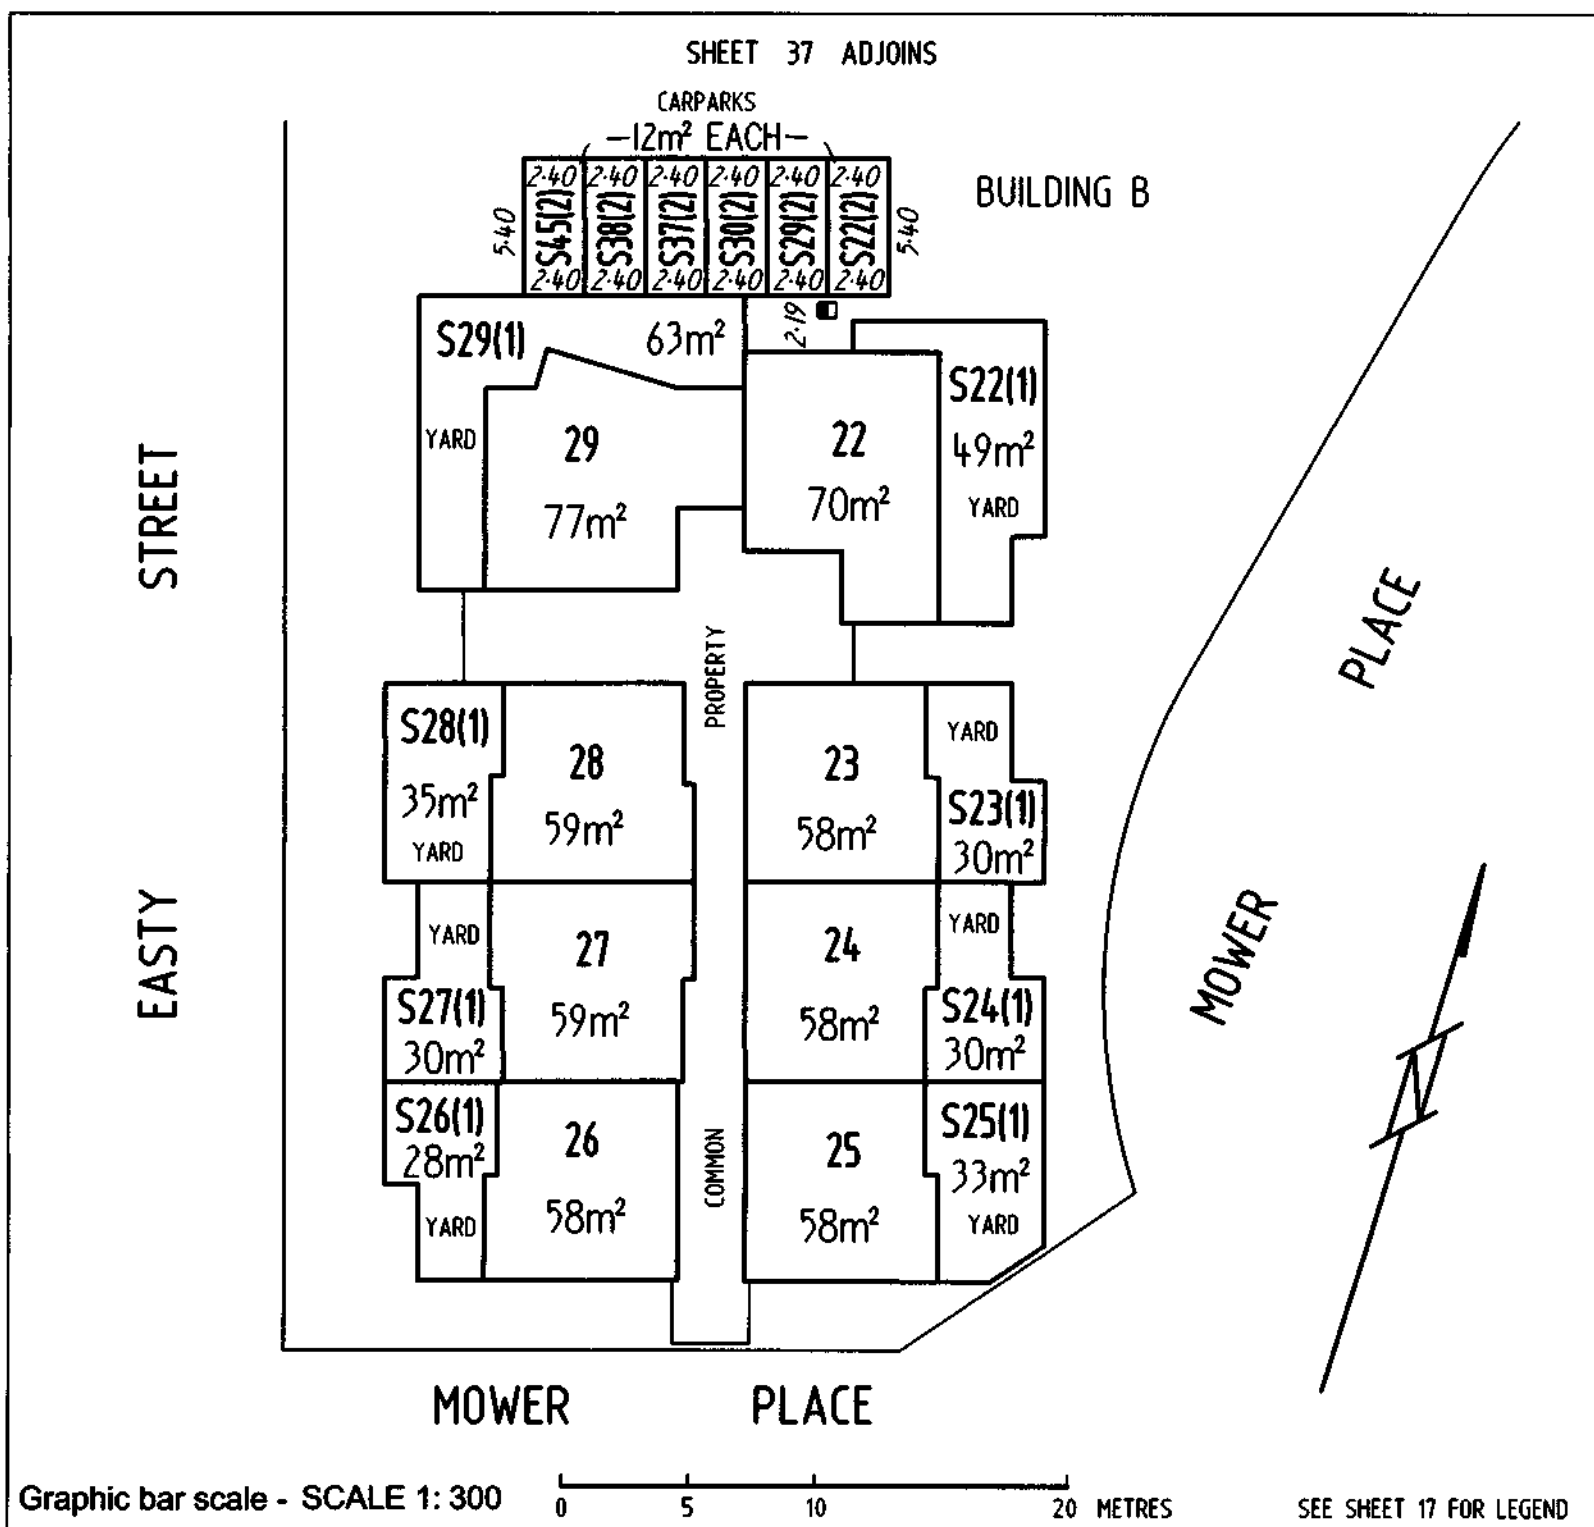 SHEET 37 ADJOINS
CARPARKS
-12m² EACH-
BUILDING B
2·40 2·40 2·40 2·40 2·40 2·40
5·40
S45(2) S38(2) S37(2) S30(2) S29(2) S22(2)
5·40
2·40 2·40 2·40 2·40 2·40 2·40
2·19
S29(1) 63m²
YARD
29
77m²
22
70m²
S22(1)
49m²
YARD
STREET
EASTY
PROPERTY
COMMON
S28(1)
35m²
YARD
28
59m²
23
58m²
YARD
S23(1)
30m²
YARD
S27(1)
30m²
27
59m²
24
58m²
YARD
S24(1)
30m²
S26(1)
28m²
YARD
26
58m²
25
58m²
S25(1)
33m²
YARD
PLACE
MOWER
N
MOWER PLACE
Graphic bar scale - SCALE 1: 300
0 5 10 20 METRES
SEE SHEET 17 FOR LEGEND